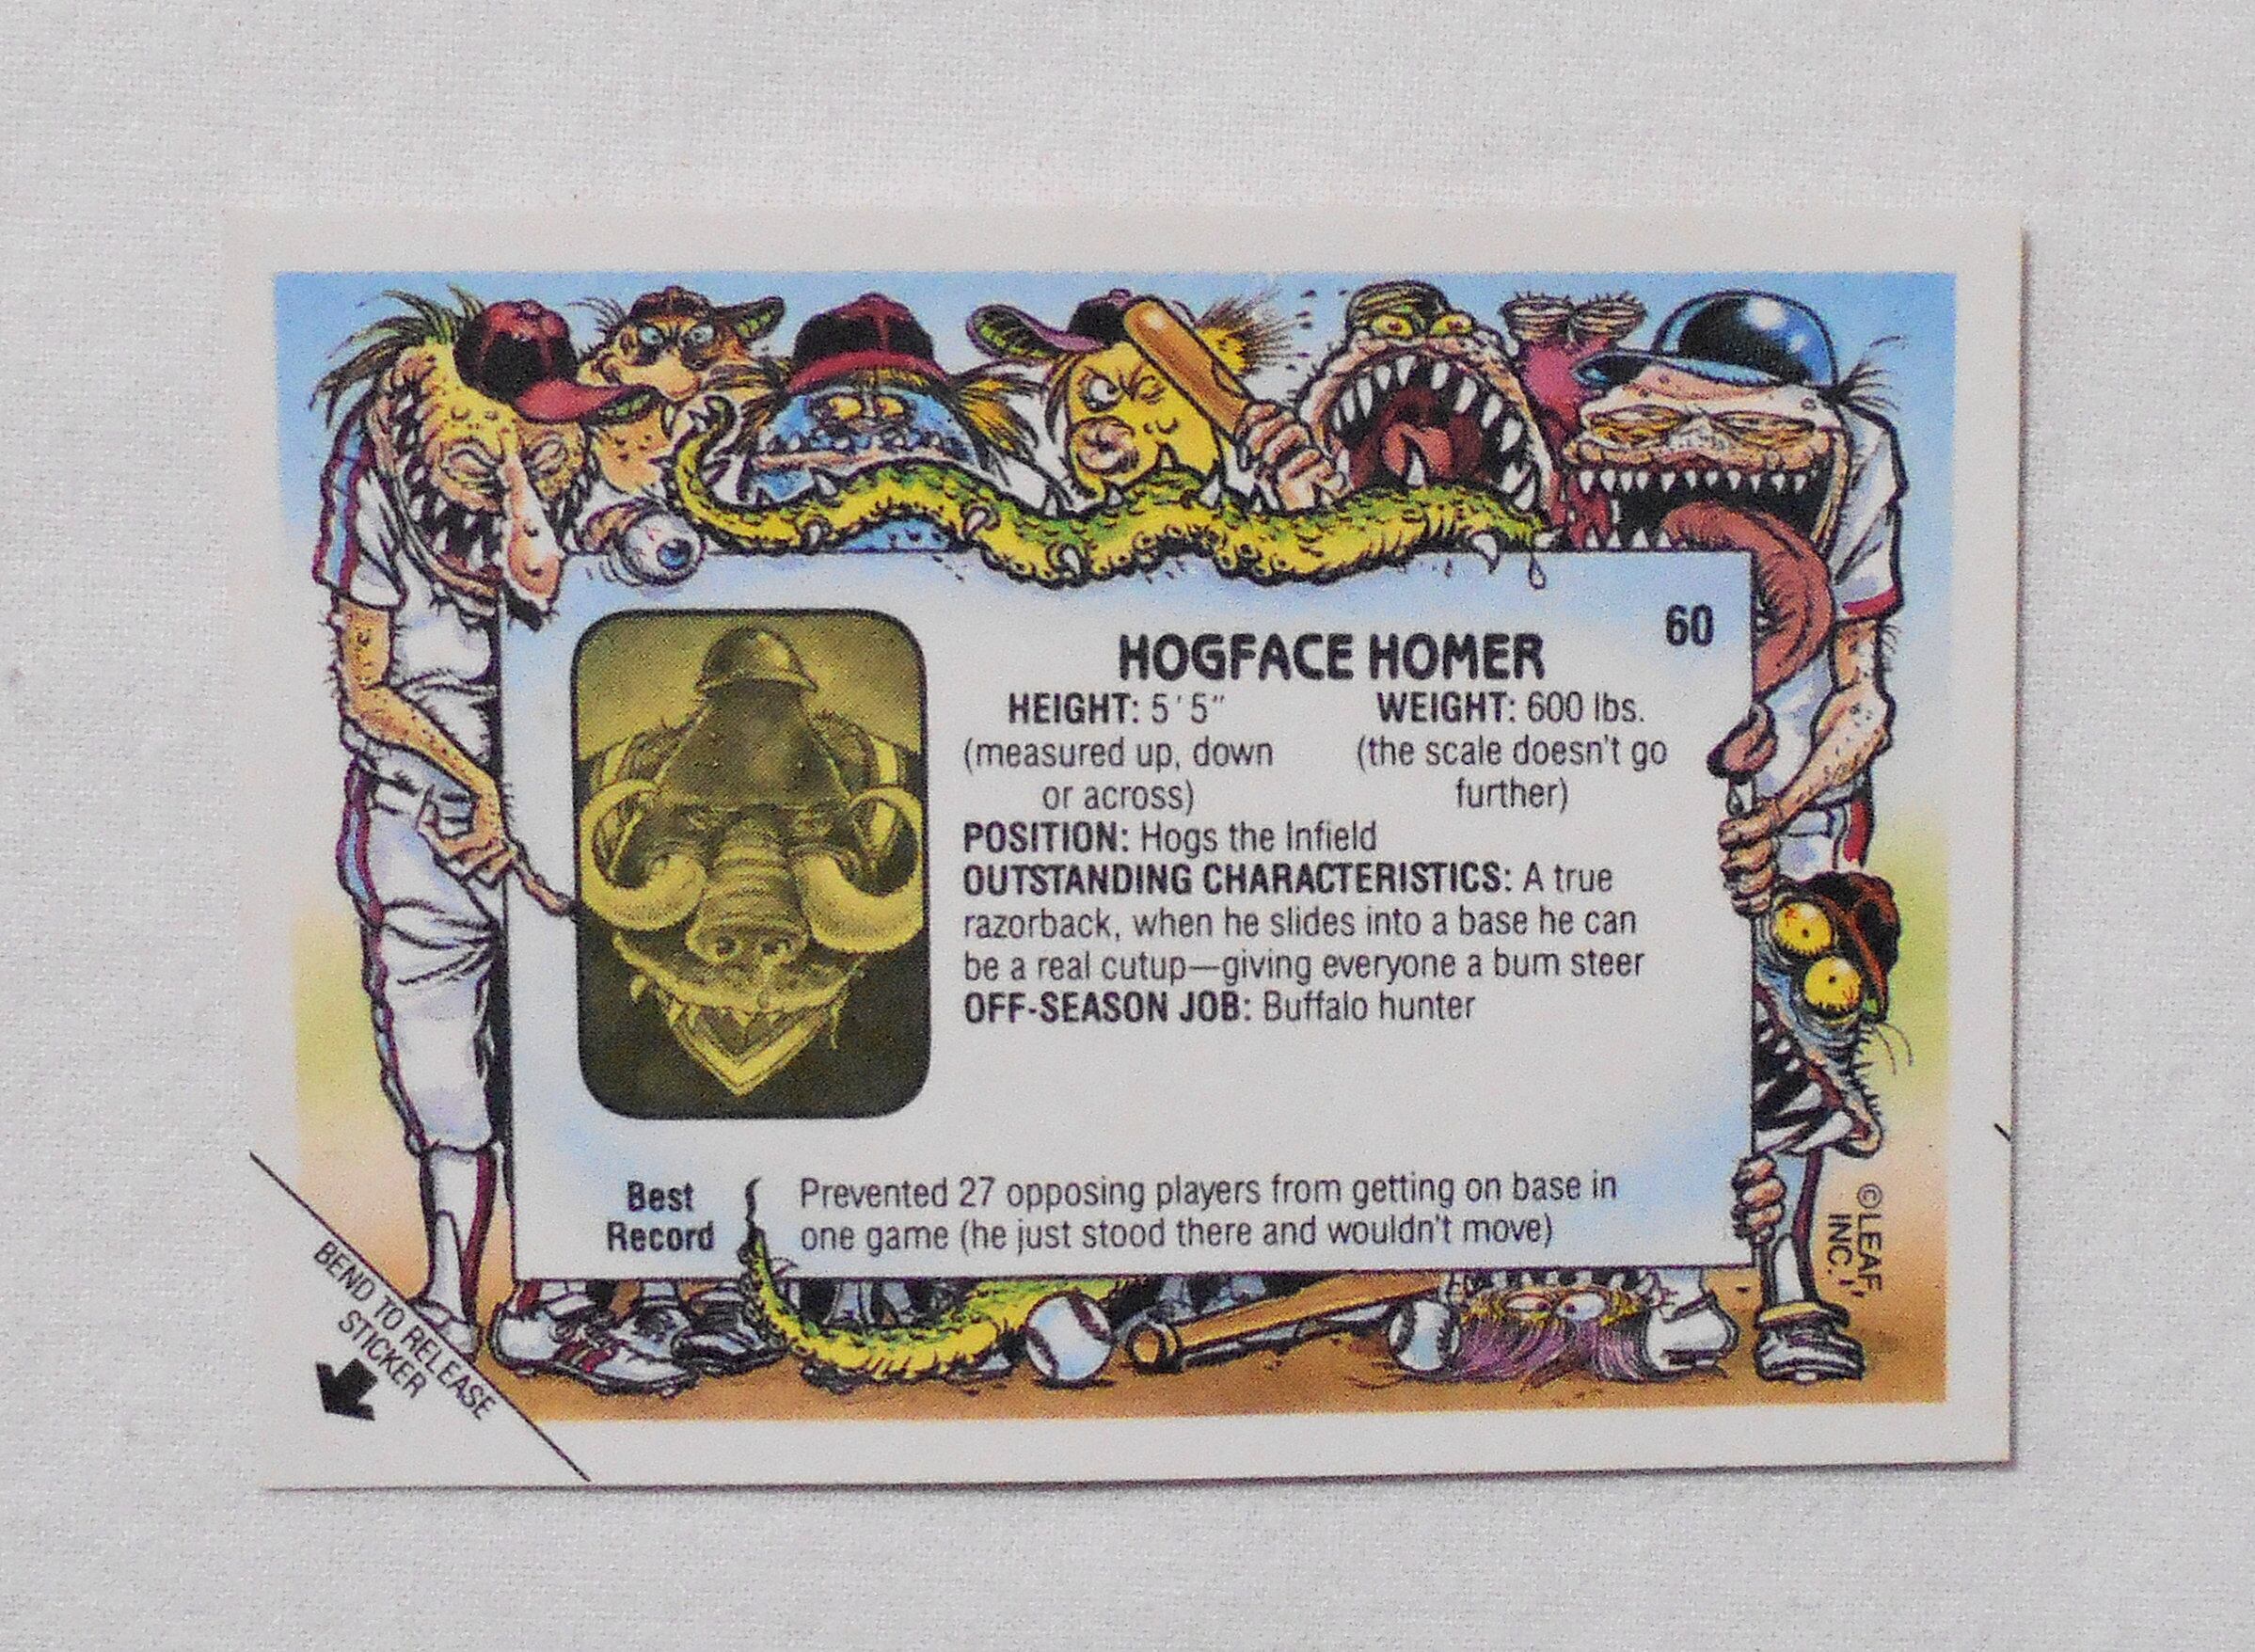 60
HOGFACE HOMER
HEIGHT: 5'5"
(measured up, down
or across)
WEIGHT: 600 lbs.
(the scale doesn't go
further)
POSITION: Hogs the Infield
OUTSTANDING CHARACTERISTICS: A true
razorback, when he slides into a base he can
be a real cutup—giving everyone a bum steer
OFF-SEASON JOB: Buffalo hunter
Best
Record
Prevented 27 opposing players from getting on base in
one game (he just stood there and wouldn't move)
©LEAF,
INC.
BEND TO RELEASE
STICKER